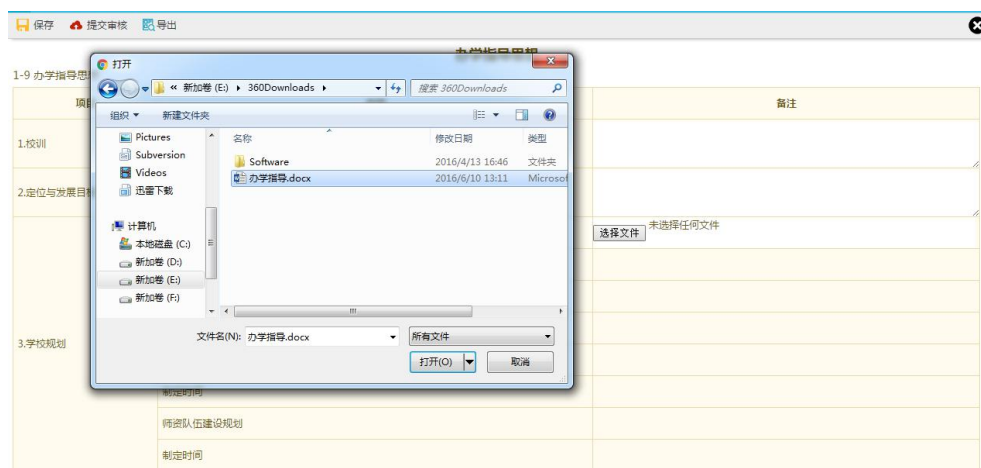 保存 提交审核 导出
办学指导思想
打开
1-9 办学指导思
« 新加卷 (E:) ▸ 360Downloads ▸ 搜索 360Downloads
备注
组织 ▼ 新建文件夹
Pictures
Subversion
Videos
迅雷下载
计算机
本地磁盘 (C:)
新加卷 (D:)
新加卷 (E:)
新加卷 (F:)
名称 修改日期 类型
Software 2016/4/13 16:46 文件夹
办学指导.docx 2016/6/10 13:11 Microsof
1.校训
2.定位与发展目标
选择文件 未选择任何文件
文件名(N): 办学指导.docx 所有文件
打开(O) 取消
3.学校规划
制定时间
师资队伍建设规划
制定时间